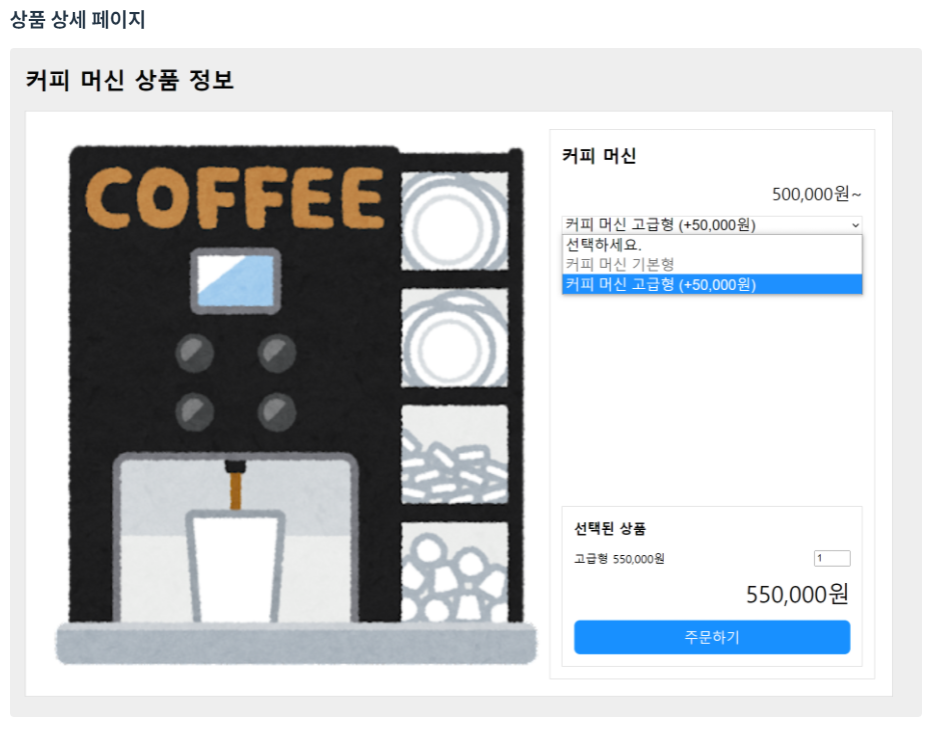 상품 상세 페이지
커피 머신 상품 정보
COFFEE
커피 머신
500,000원~
커피 머신 고급형 (+50,000원)
선택하세요.
커피 머신 기본형
커피 머신 고급형 (+50,000원)
선택된 상품
고급형 550,000원 1
550,000원
주문하기